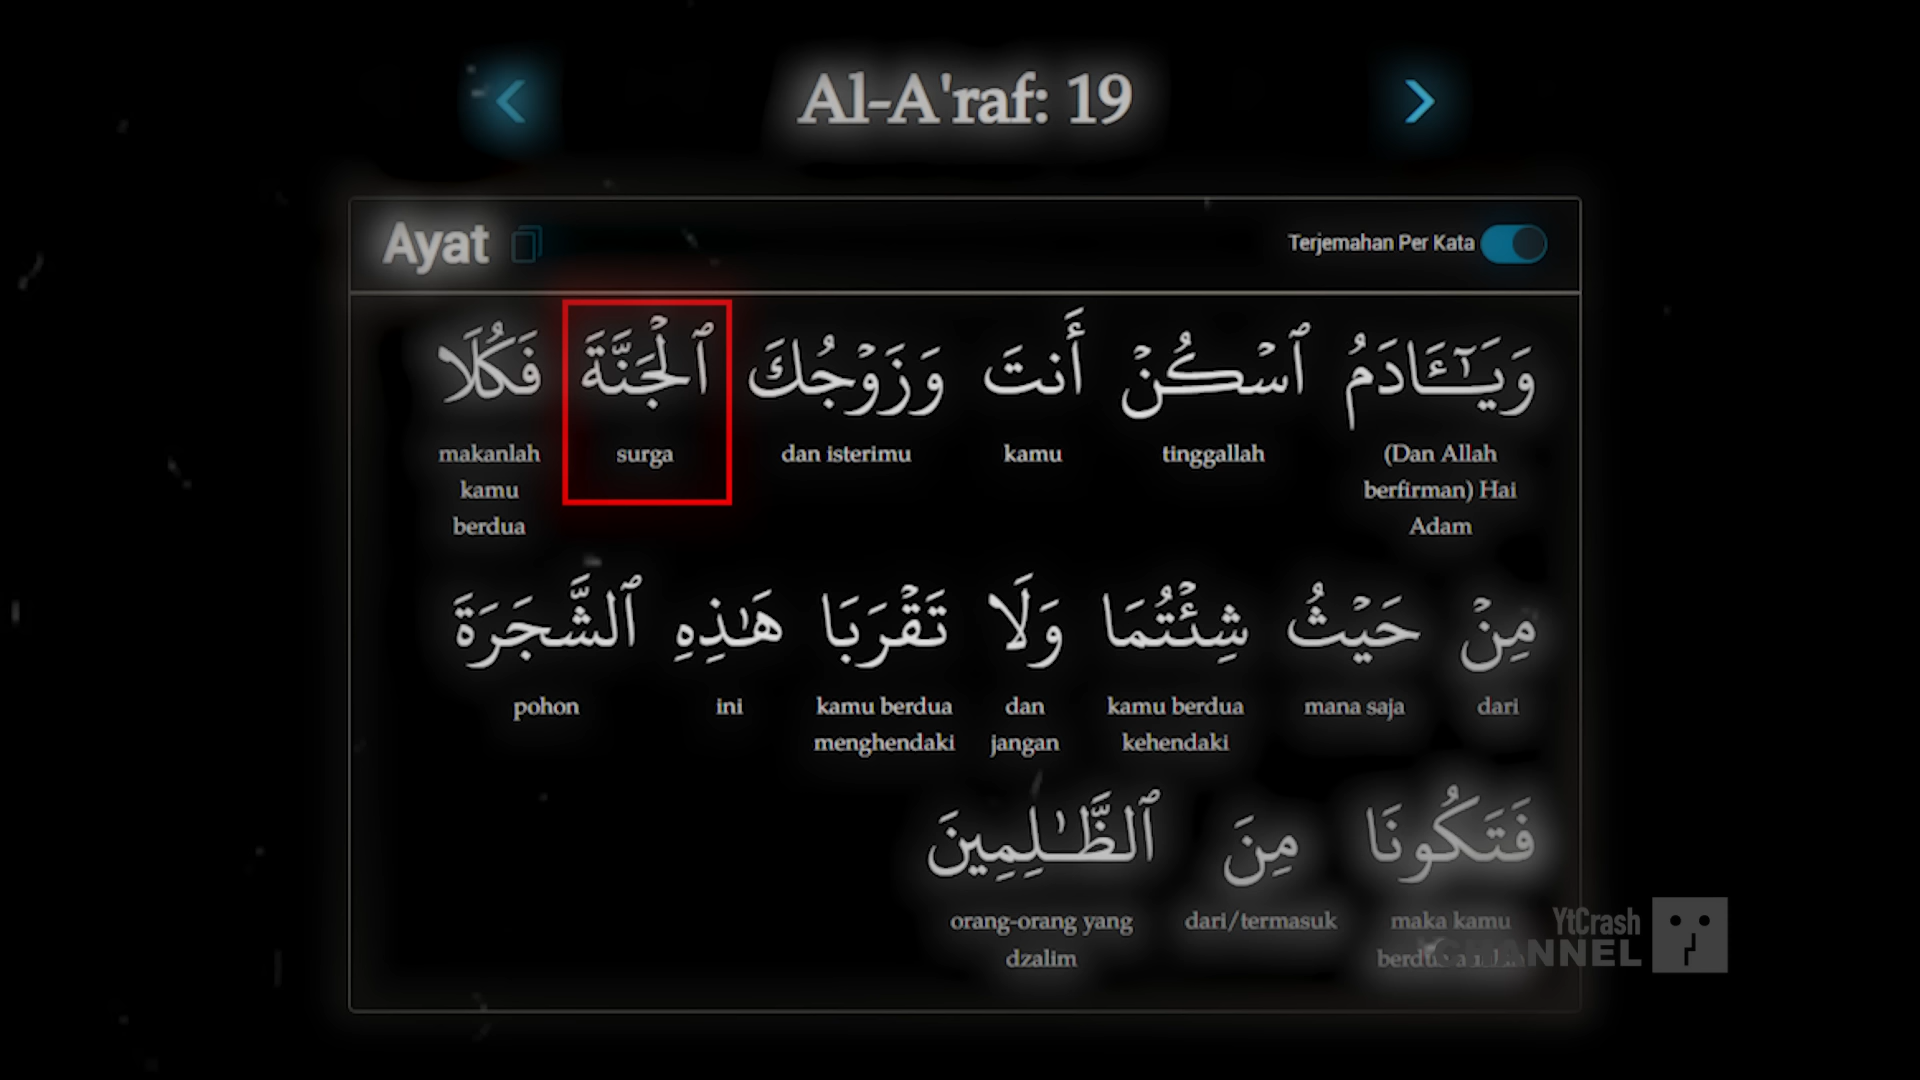 Al-A'raf: 19
Ayat
Terjemahan Per Kata
وَيَـٰٓـَٔادَمُ ٱسْكُنْ أَنتَ وَزَوْجُكَ ٱلْجَنَّةَ فَكُلَا
(Dan Allah berfirman) Hai Adam
tinggallah
kamu
dan isterimu
surga
makanlah kamu berdua
مِنْ حَيْثُ شِئْتُمَا وَلَا تَقْرَبَا هَـٰذِهِ ٱلشَّجَرَةَ
dari
mana saja
kamu berdua kehendaki
dan jangan
kamu berdua menghendaki
ini
pohon
فَتَكُونَا مِنَ ٱلظَّـٰلِمِينَ
maka kamu
dari/termasuk
orang-orang yang dzalim
YtCrash
CHANNEL